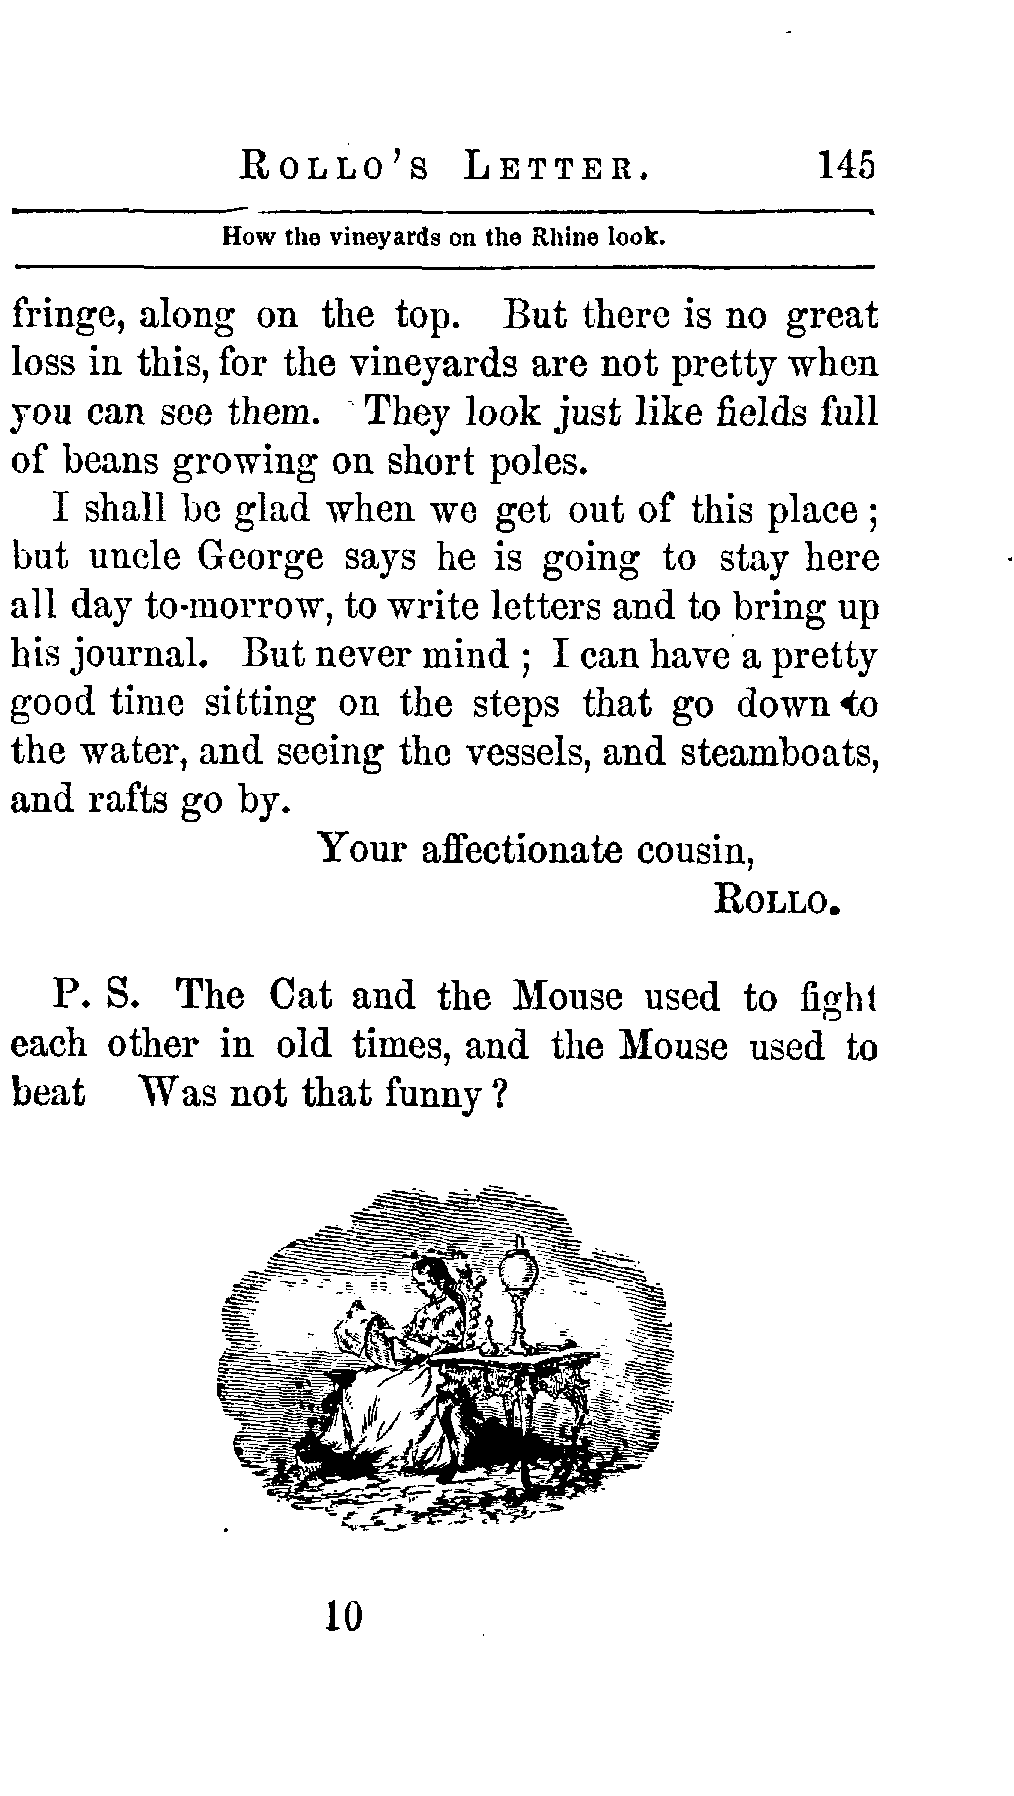 ROLLO'S LETTER. 145
How the vineyards on the Rhine look.
fringe, along on the top. But there is no great
loss in this, for the vineyards are not pretty when
you can see them. They look just like fields full
of beans growing on short poles.
I shall be glad when we get out of this place ;
but uncle George says he is going to stay here
all day to-morrow, to write letters and to bring up
his journal. But never mind ; I can have a pretty
good time sitting on the steps that go down to
the water, and seeing the vessels, and steamboats,
and rafts go by.
Your affectionate cousin,
ROLLO.
P. S. The Cat and the Mouse used to fight
each other in old times, and the Mouse used to
beat Was not that funny ?
10